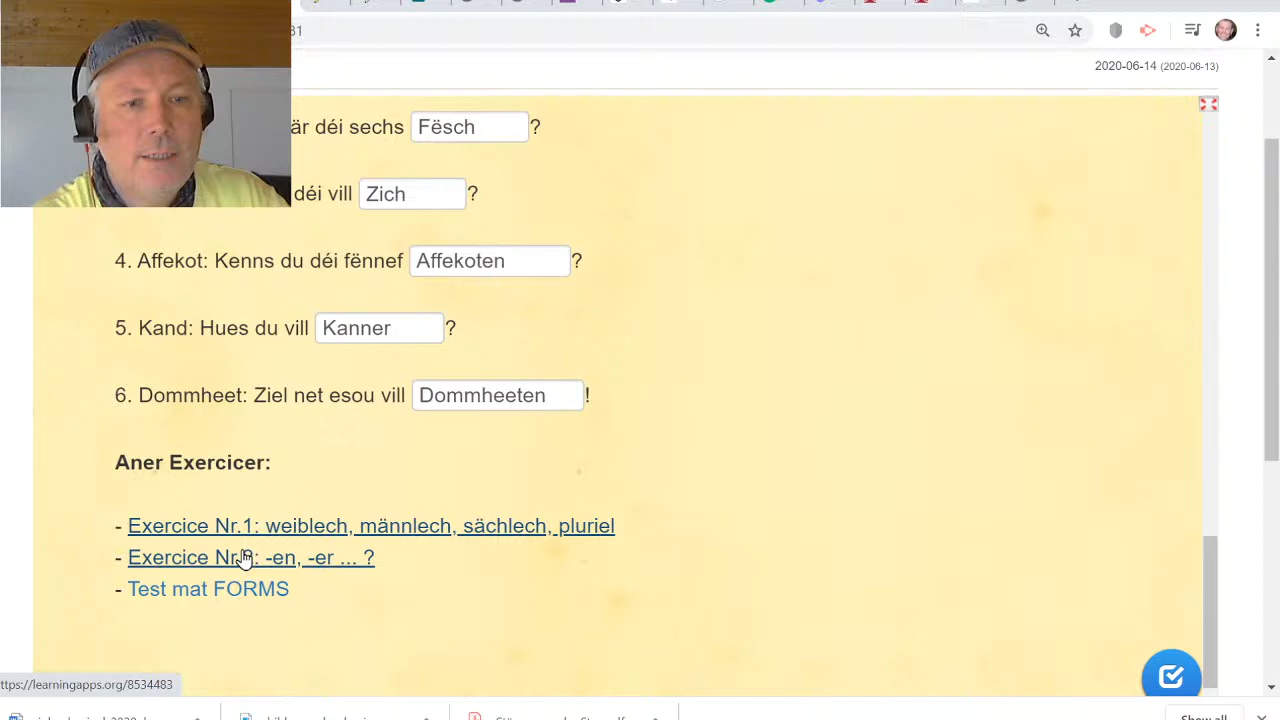 31
2020-06-14 (2020-06-13)
är déi sechs Fësch ?
déi vill Zich ?
4. Affekot: Kenns du déi fënnef Affekoten ?
5. Kand: Hues du vill Kanner ?
6. Dommheet: Ziel net esou vill Dommheeten !
Aner Exercicer:
- Exercice Nr.1: weiblech, männlech, sächlech, pluriel
- Exercice Nr. : -en, -er ... ?
- Test mat FORMS
ttps://learningapps.org/8534483
Show all